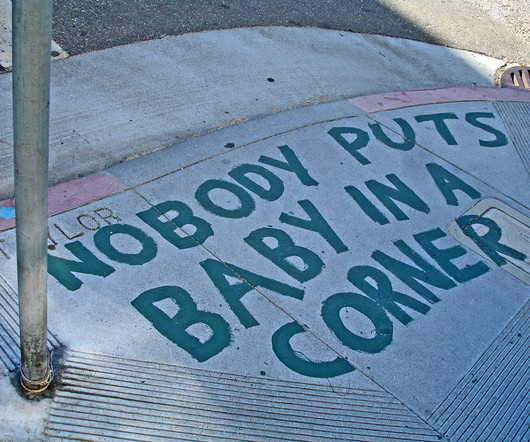 NOBODY PUTS
BABY IN A
CORNER